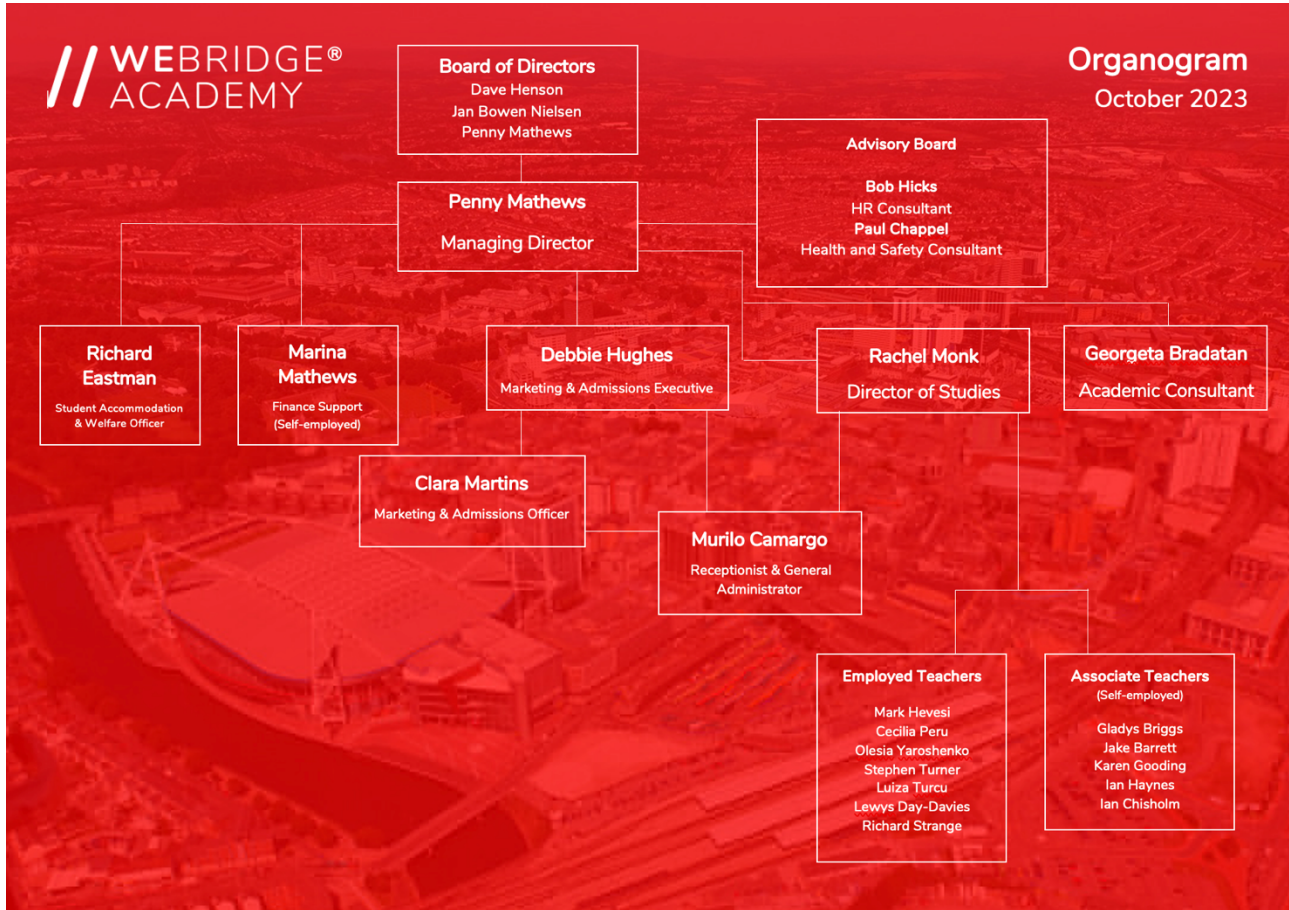 WEBRIDGE®
ACADEMY
Organogram
October 2023
Board of Directors
Dave Henson
Jan Bowen Nielsen
Penny Mathews
Advisory Board
Bob Hicks
HR Consultant
Paul Chappel
Health and Safety Consultant
Penny Mathews
Managing Director
Richard
Eastman
Student Accommodation
& Welfare Officer
Marina
Mathews
Finance Support
(Self-employed)
Debbie Hughes
Marketing & Admissions Executive
Rachel Monk
Director of Studies
Georgeta Bradatan
Academic Consultant
Clara Martins
Marketing & Admissions Officer
Murilo Camargo
Receptionist & General
Administrator
Employed Teachers
Mark Hevesi
Cecilia Peru
Olesia Yaroshenko
Stephen Turner
Luiza Turcu
Lewys Day-Davies
Richard Strange
Associate Teachers
(Self-employed)
Gladys Briggs
Jake Barrett
Karen Gooding
Ian Haynes
Ian Chisholm